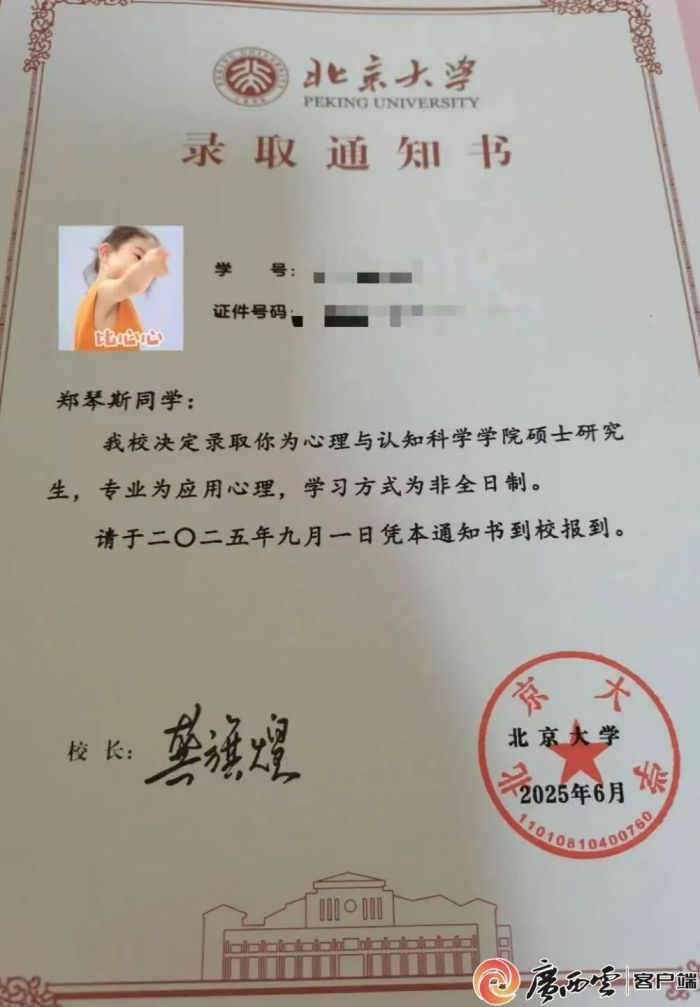 北京大学
PEKING UNIVERSITY
录取通知书
比心心
学 号:
证件号码:
郑琴斯同学:
我校决定录取你为心理与认知科学学院硕士研究
生，专业为应用心理，学习方式为非全日制。
请于二〇二五年九月一日凭本通知书到校报到。
校 长:
龚旗煌
北京大学
北京大学
2025年6月
11010810400760
广西云客户端